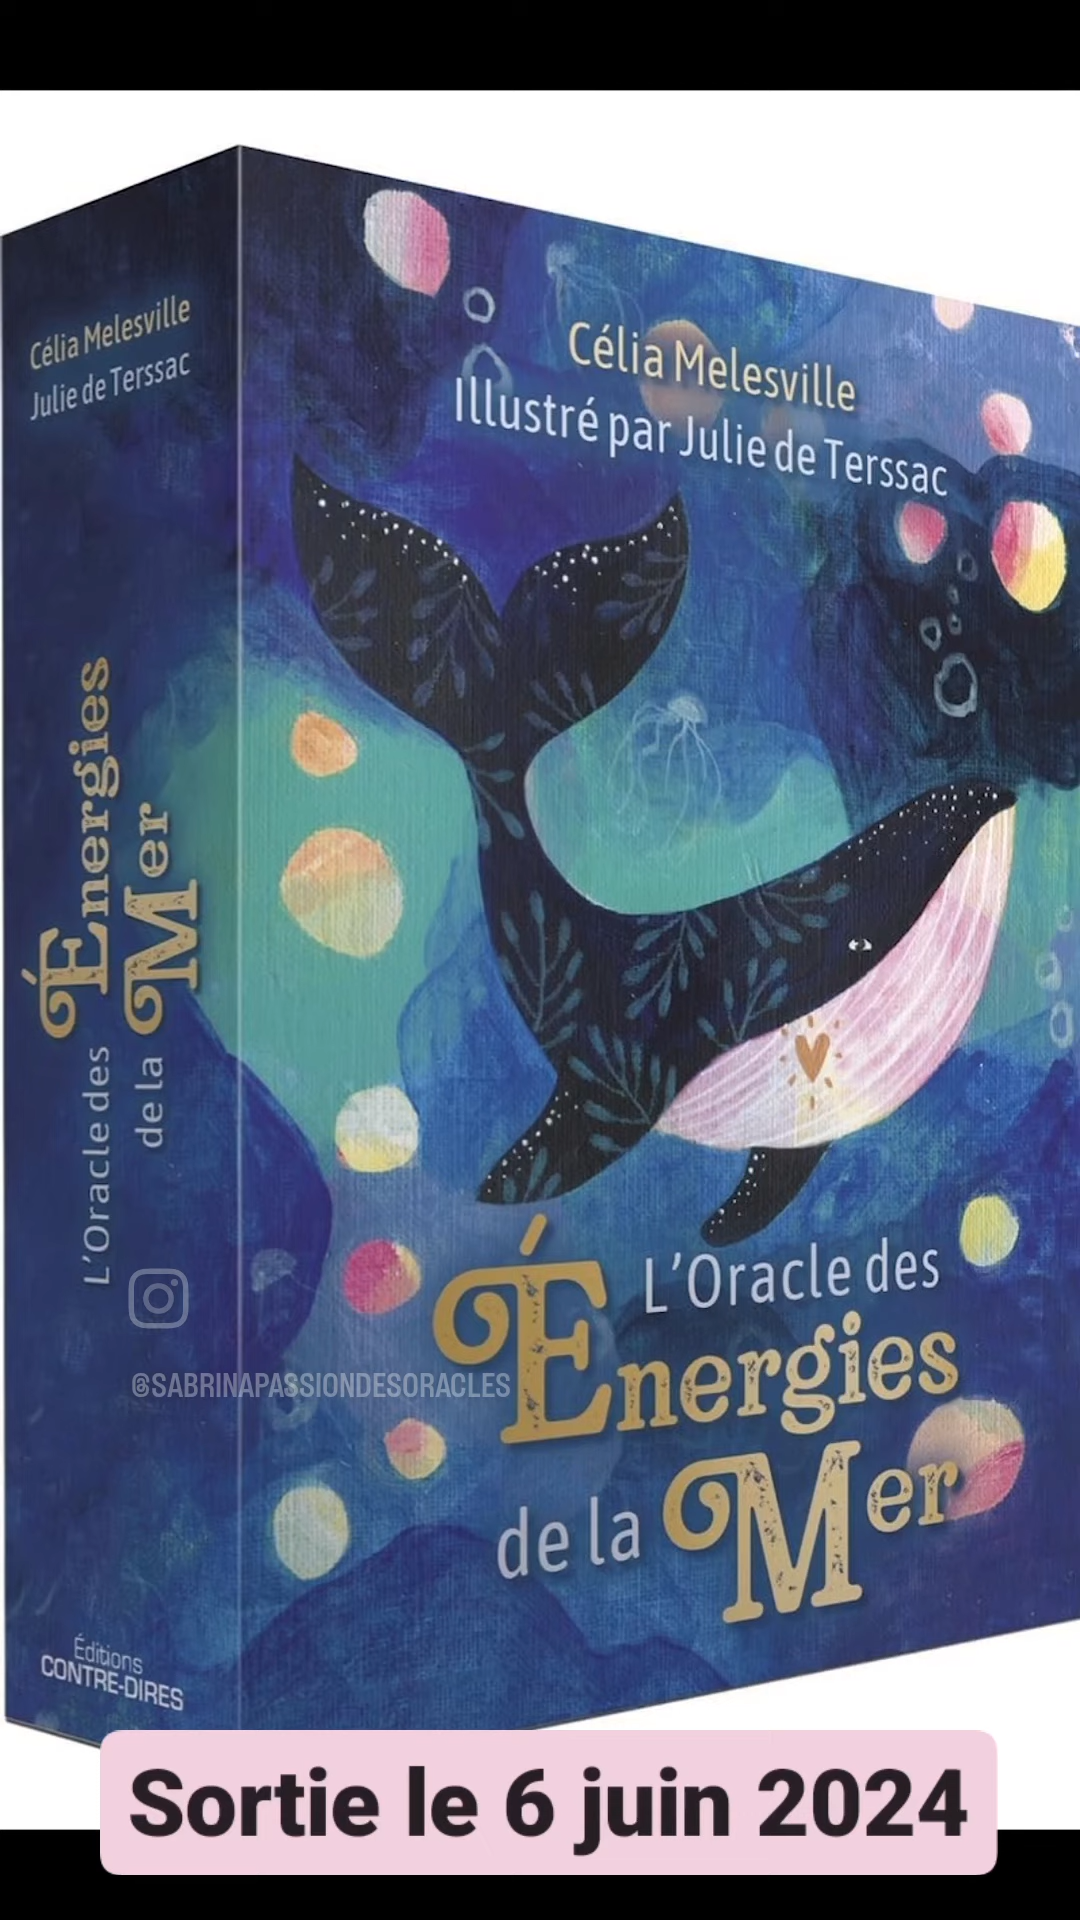 Célia Melesville
Julie de Terssac
L'Oracle des
Énergies
de la Mer
Éditions
CONTRE-DIRES
Célia Melesville
Illustré par Julie de Terssac
L'Oracle des
Énergies
de la Mer
@SABRINAPASSIONDESORACLES
Sortie le 6 juin 2024